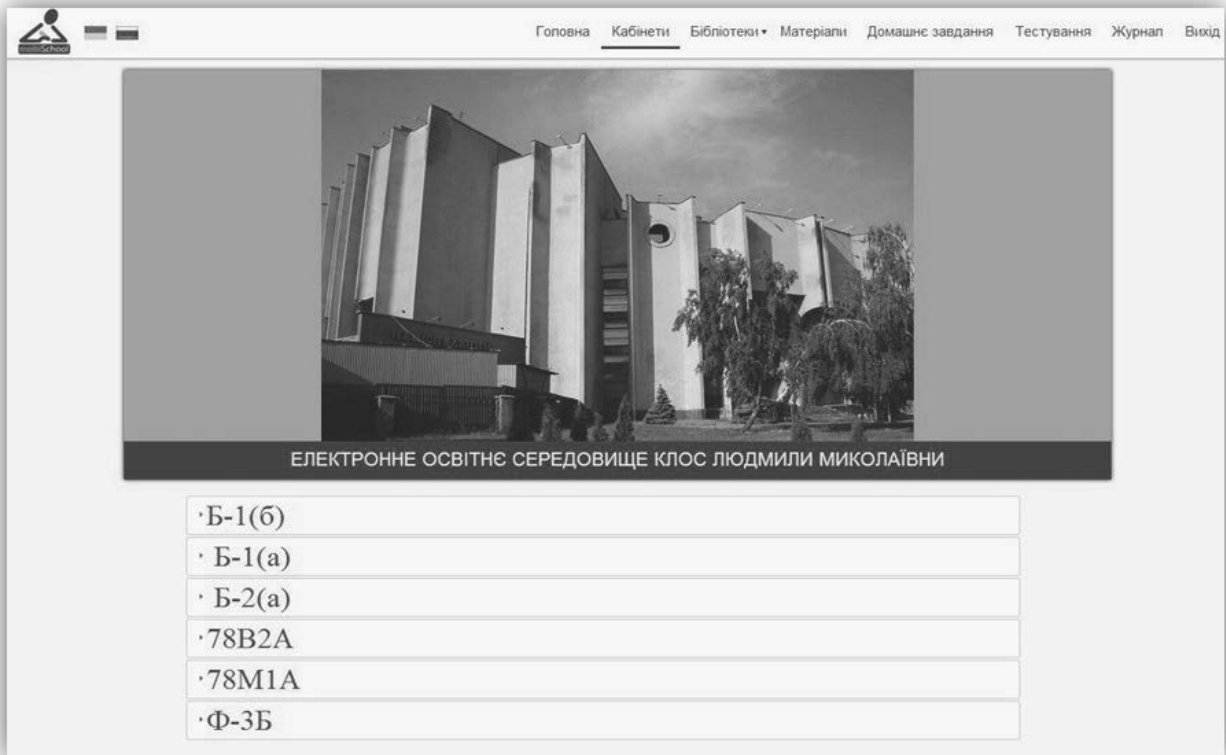 Головна Кабінети Бібліотеки Матеріали Домашнє завдання Тестування Журнал Вихід
ЕЛЕКТРОННЕ ОСВІТНЄ СЕРЕДОВИЩЕ КЛОС ЛЮДМИЛИ МИКОЛАЇВНИ
Б-1(б)
Б-1(а)
Б-2(а)
78В2А
78М1А
Ф-3Б